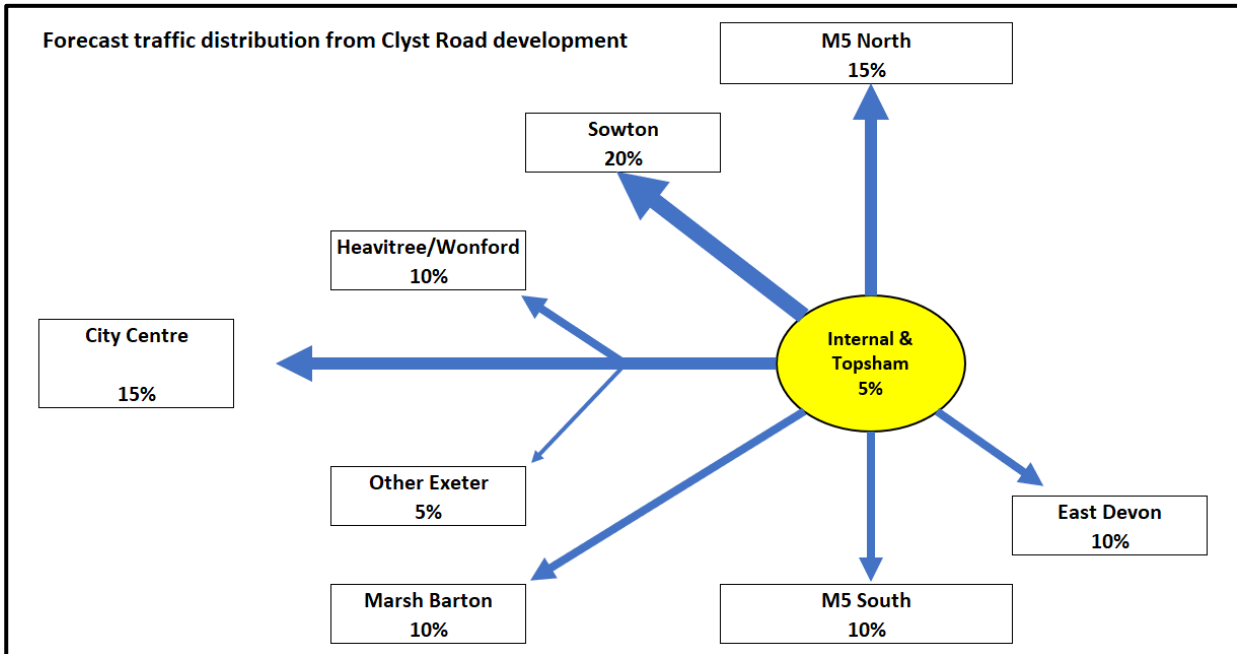 Forecast traffic distribution from Clyst Road development
M5 North
15%
Sowton
20%
Heavitree/Wonford
10%
City Centre
15%
Internal &
Topsham
5%
Other Exeter
5%
East Devon
10%
Marsh Barton
10%
M5 South
10%